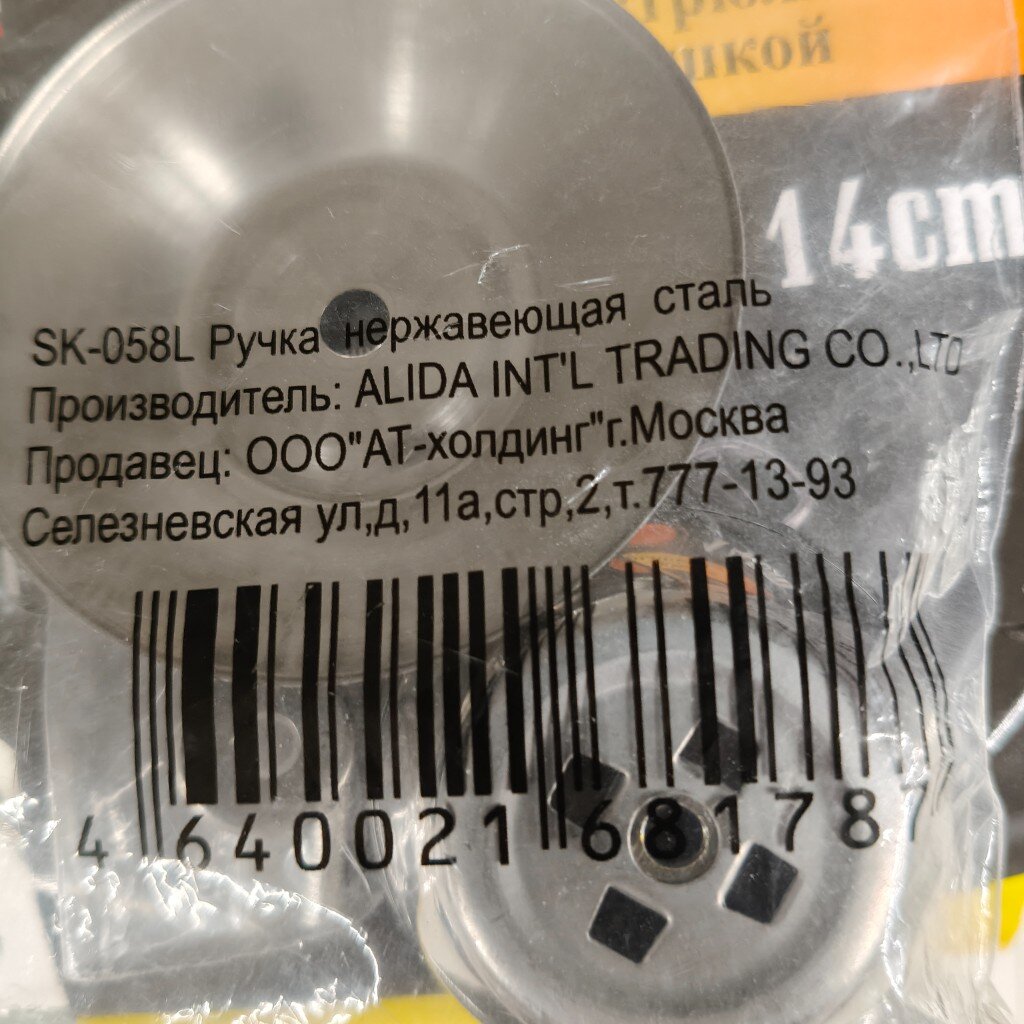 14cm
SK-058L Ручка нержавеющая сталь
Производитель: ALIDA INT'L TRADING CO.,LTD
Продавец: ООО"АТ-холдинг"г.Москва
Селезневская ул,д,11а,стр,2,т.777-13-93
4 640021 681787